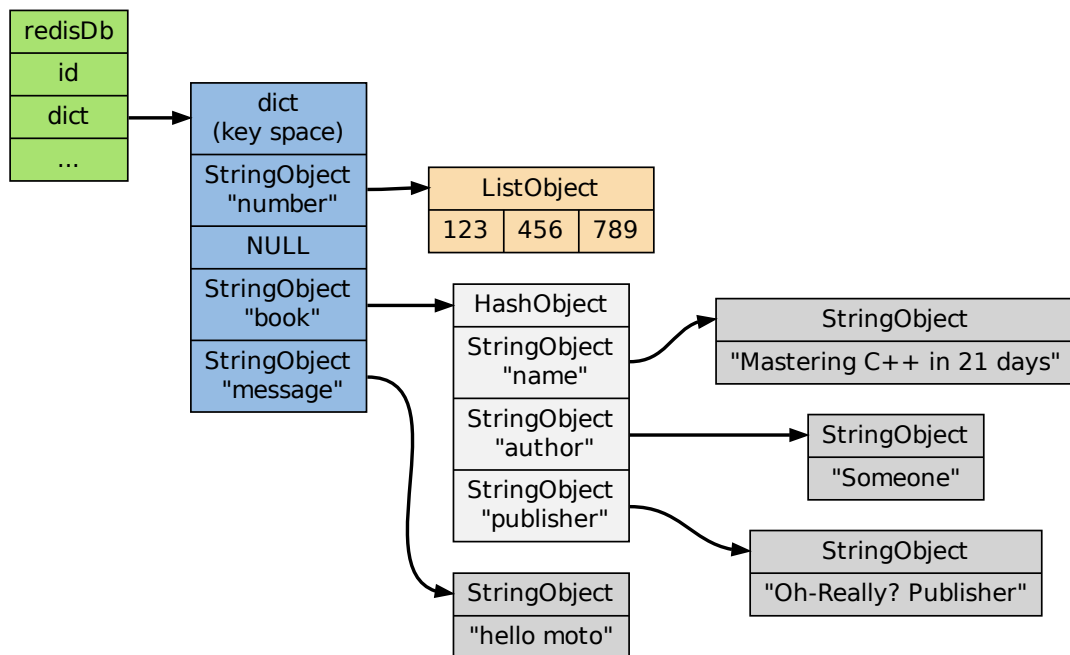 redisDb
id
dict
...
dict
(key space)
StringObject
"number"
NULL
StringObject
"book"
StringObject
"message"
ListObject
123
456
789
HashObject
StringObject
"name"
StringObject
"author"
StringObject
"publisher"
StringObject
"Mastering C++ in 21 days"
StringObject
"Someone"
StringObject
"Oh-Really? Publisher"
StringObject
"hello moto"